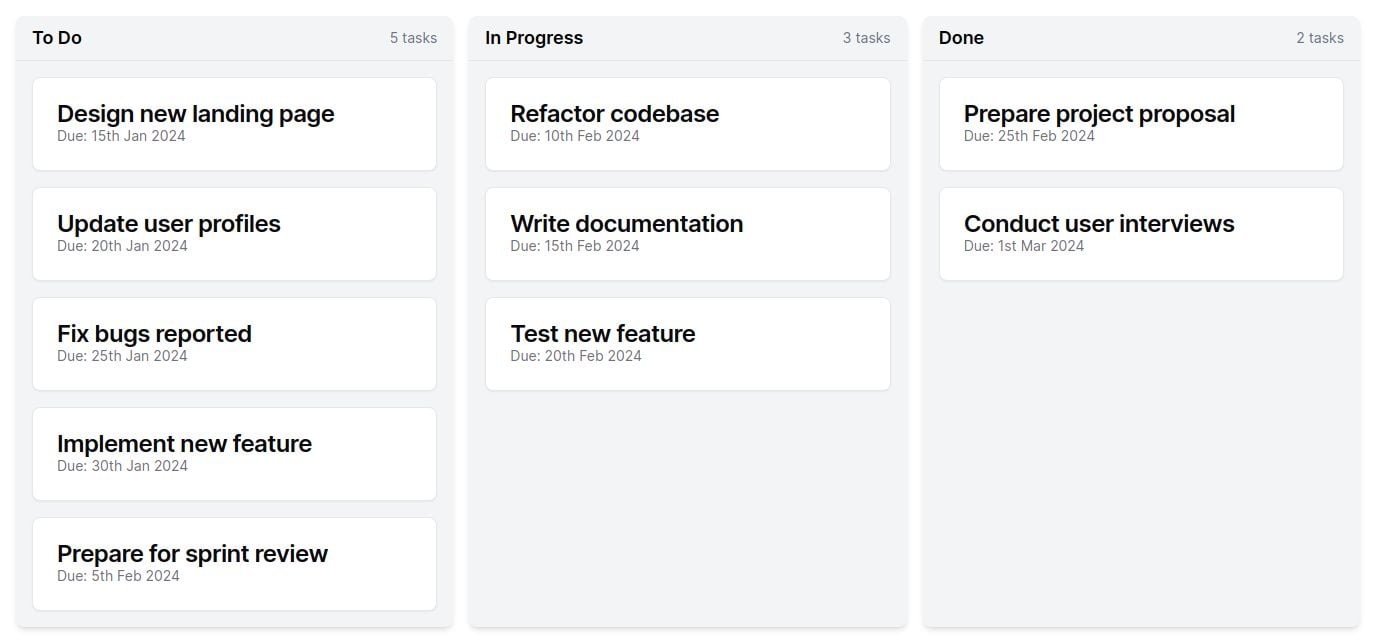 To Do
5 tasks
Design new landing page
Due: 15th Jan 2024
Update user profiles
Due: 20th Jan 2024
Fix bugs reported
Due: 25th Jan 2024
Implement new feature
Due: 30th Jan 2024
Prepare for sprint review
Due: 5th Feb 2024
In Progress
3 tasks
Refactor codebase
Due: 10th Feb 2024
Write documentation
Due: 15th Feb 2024
Test new feature
Due: 20th Feb 2024
Done
2 tasks
Prepare project proposal
Due: 25th Feb 2024
Conduct user interviews
Due: 1st Mar 2024